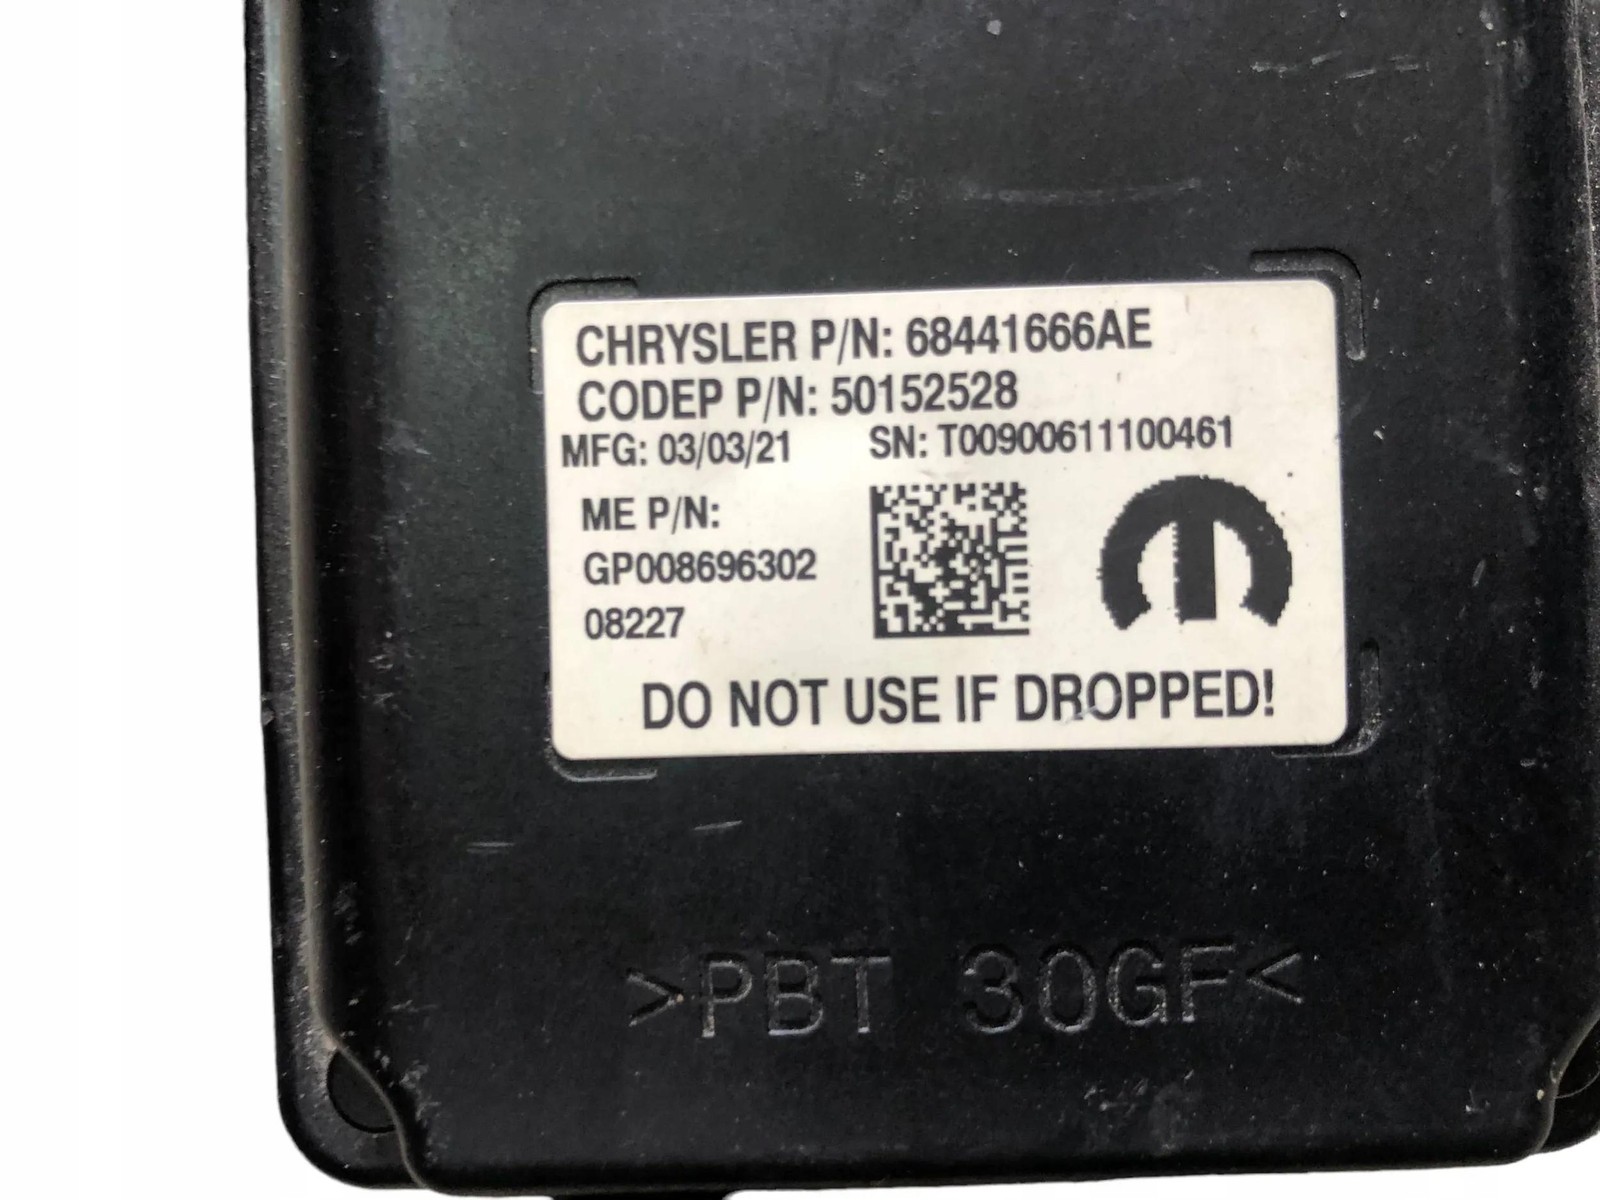 CHRYSLER P/N: 68441666AE
CODEP P/N: 50152528
MFG: 03/03/21 SN: T00900611100461
ME P/N:
GP008696302
08227
DO NOT USE IF DROPPED!
>PBT 30GF<